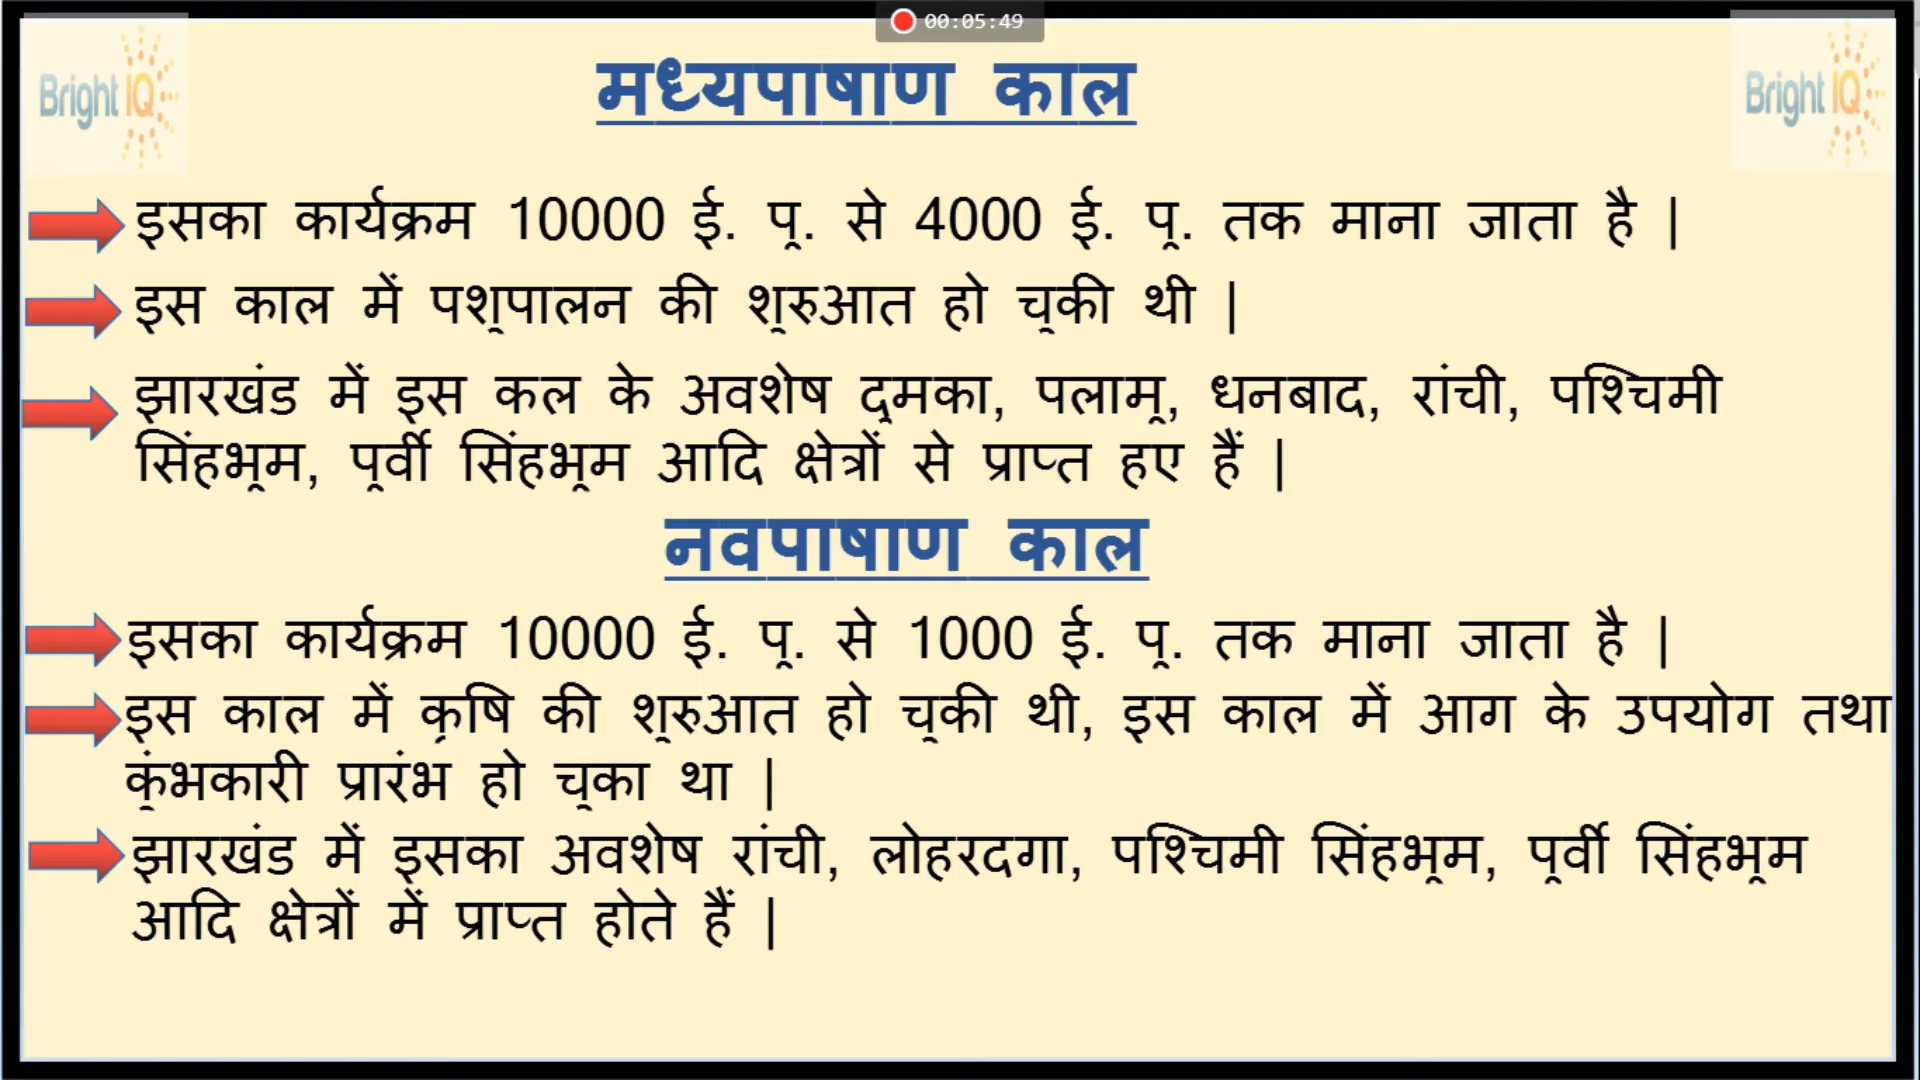 00:05:49
Bright IQ
Bright IQ
मध्यपाषाण काल
इसका कार्यक्रम 10000 ई. पू. से 4000 ई. पू. तक माना जाता है |
इस काल में पशुपालन की शुरुआत हो चुकी थी |
झारखंड में इस कल के अवशेष दुमका, पलामू, धनबाद, रांची, पश्चिमी
सिंहभूम, पूर्वी सिंहभूम आदि क्षेत्रों से प्राप्त हुए हैं |
नवपाषाण काल
इसका कार्यक्रम 10000 ई. पू. से 1000 ई. पू. तक माना जाता है |
इस काल में कृषि की शुरुआत हो चुकी थी, इस काल में आग के उपयोग तथा
कुंभकारी प्रारंभ हो चुका था |
झारखंड में इसका अवशेष रांची, लोहरदगा, पश्चिमी सिंहभूम, पूर्वी सिंहभूम
आदि क्षेत्रों में प्राप्त होते हैं |